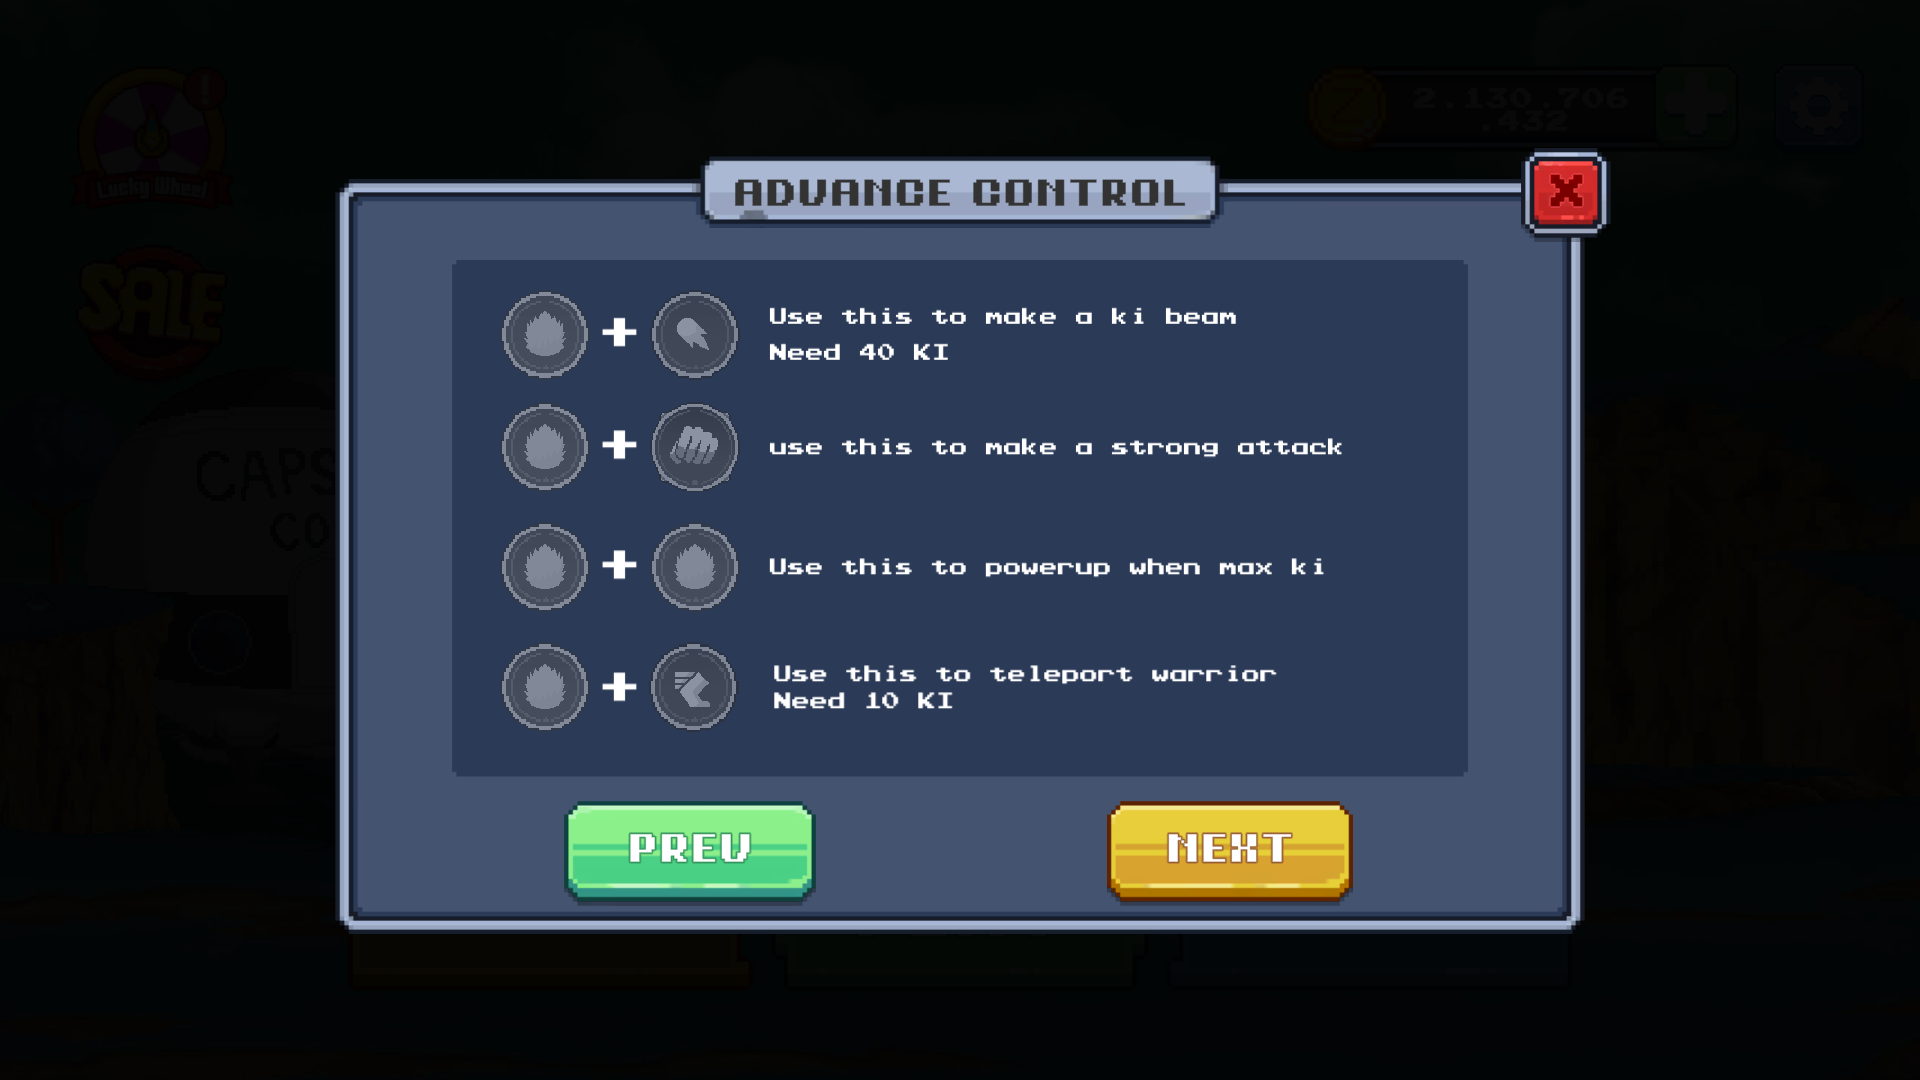 Lucky Wheel
2.130.706
.432
ADVANCE CONTROL
X
SALE
Use this to make a ki beam
Need 40 KI
CAPS
CO
use this to make a strong attack
Use this to powerup when max ki
Use this to teleport warrior
Need 10 KI
PREV
NEXT